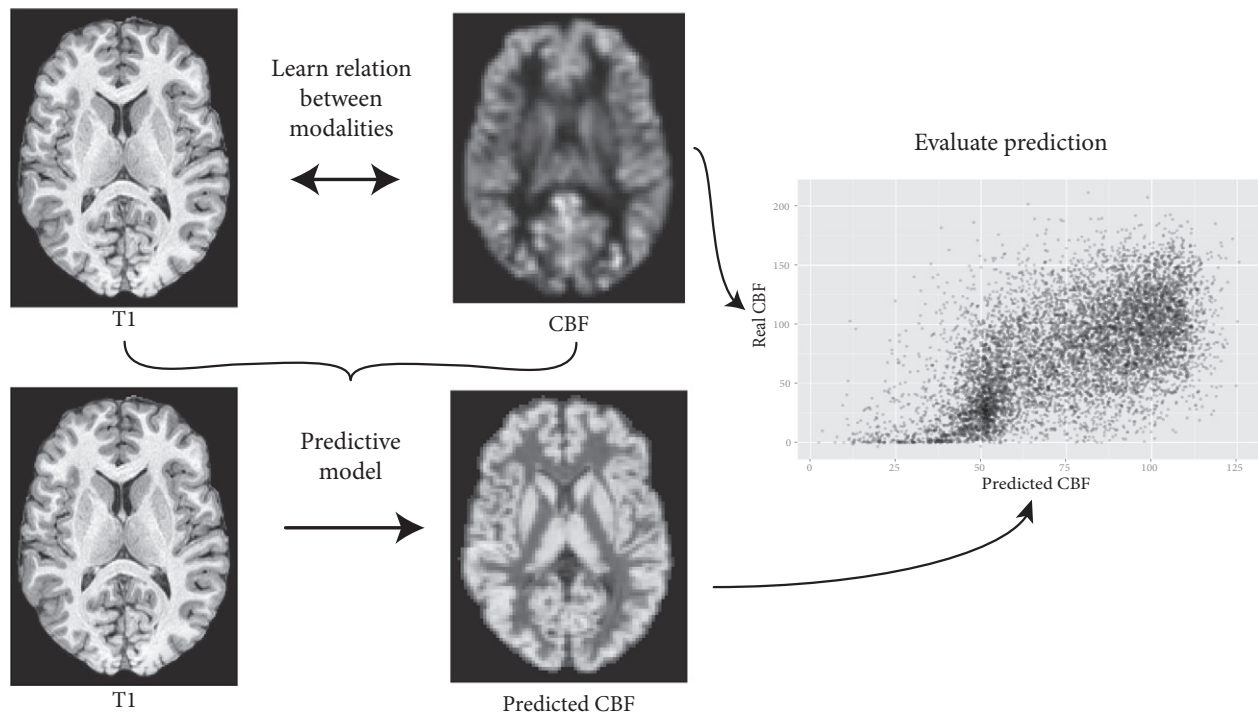 Learn relation
between
modalities
T1
CBF
Predictive
model
T1
Predicted CBF
Evaluate prediction
Real CBF
200
150
100
50
0
0 25 50 75 100 125
Predicted CBF